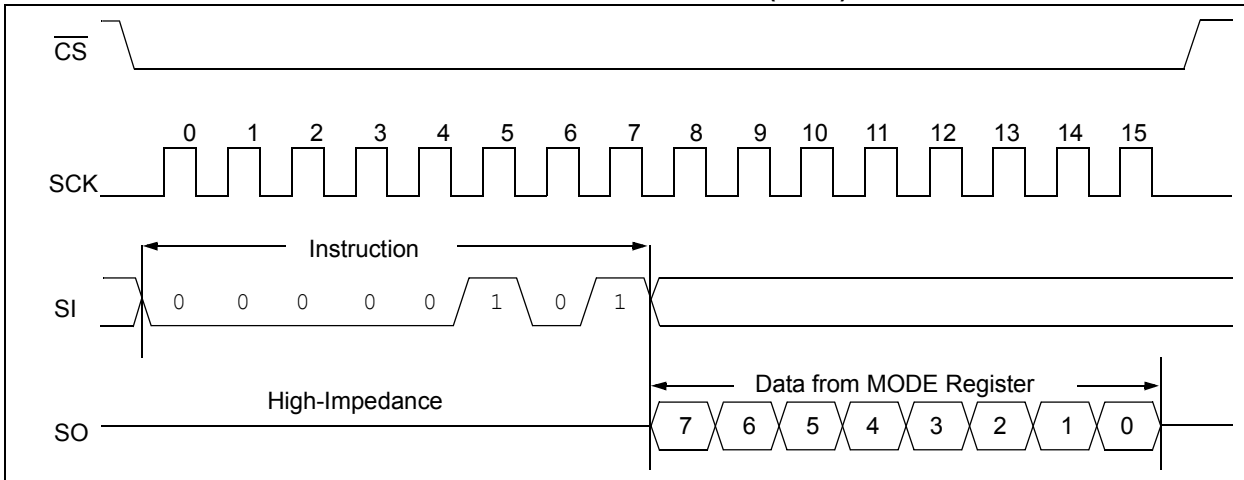 CS
0 1 2 3 4 5 6 7 8 9 10 11 12 13 14 15
SCK
Instruction
SI 0 0 0 0 0 1 0 1
Data from MODE Register
High-Impedance
SO 7 6 5 4 3 2 1 0